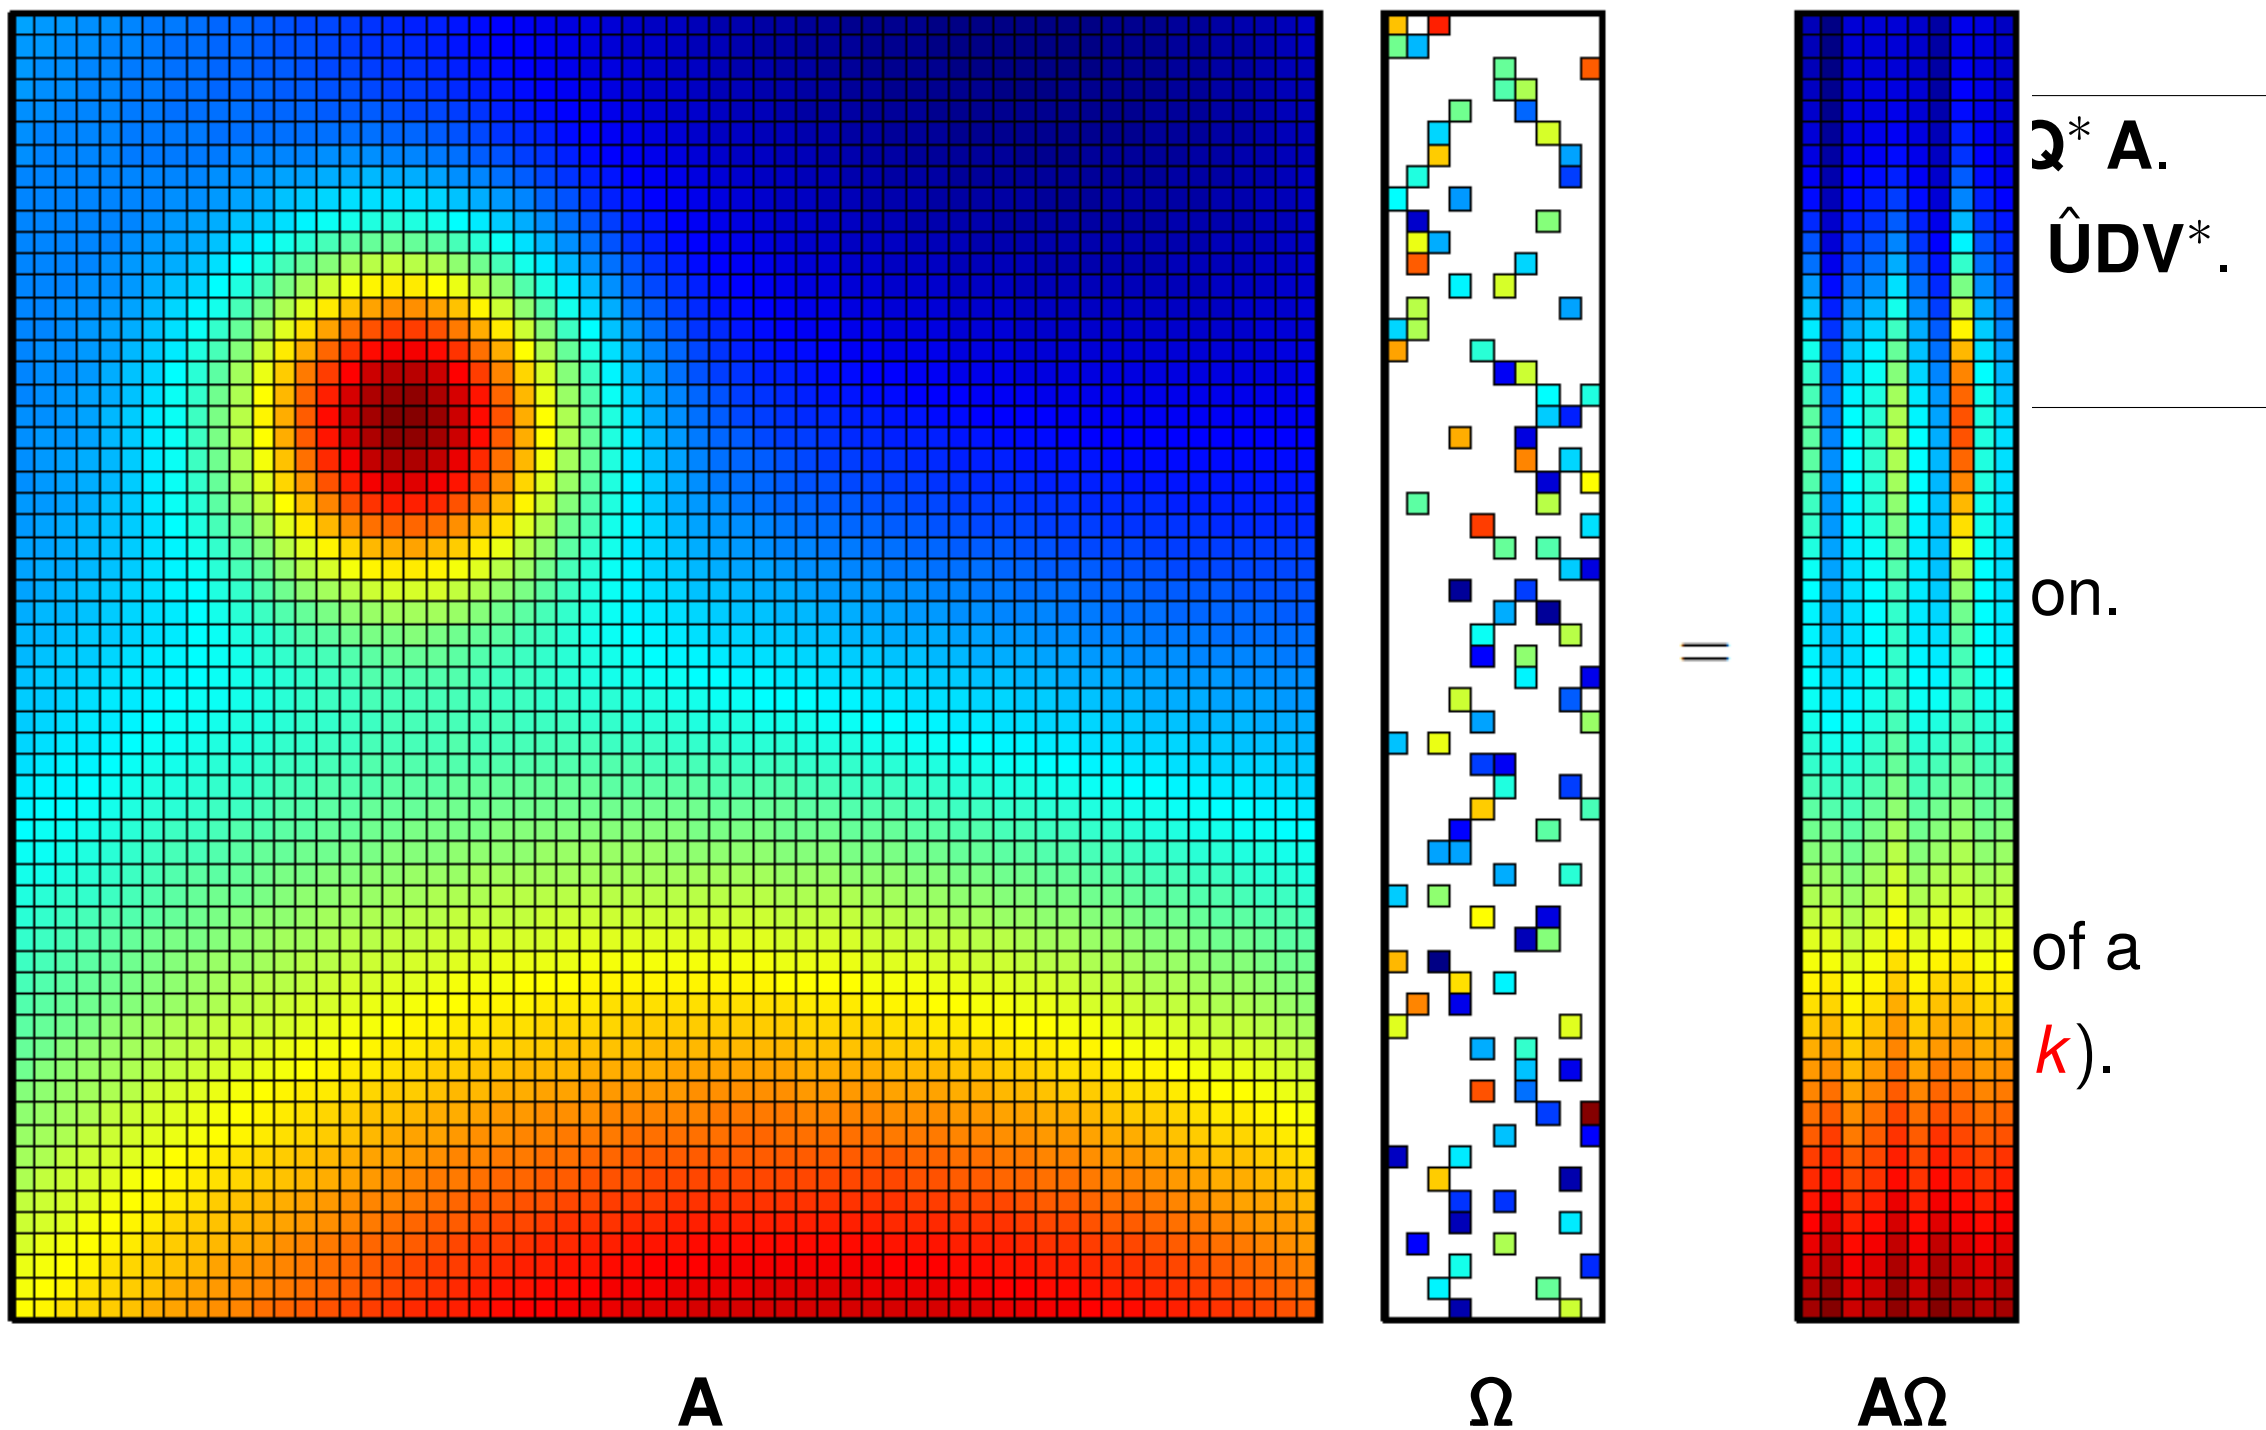 Q* A.
ÛDV*.
=
on.
of a
k).
A Ω AΩ